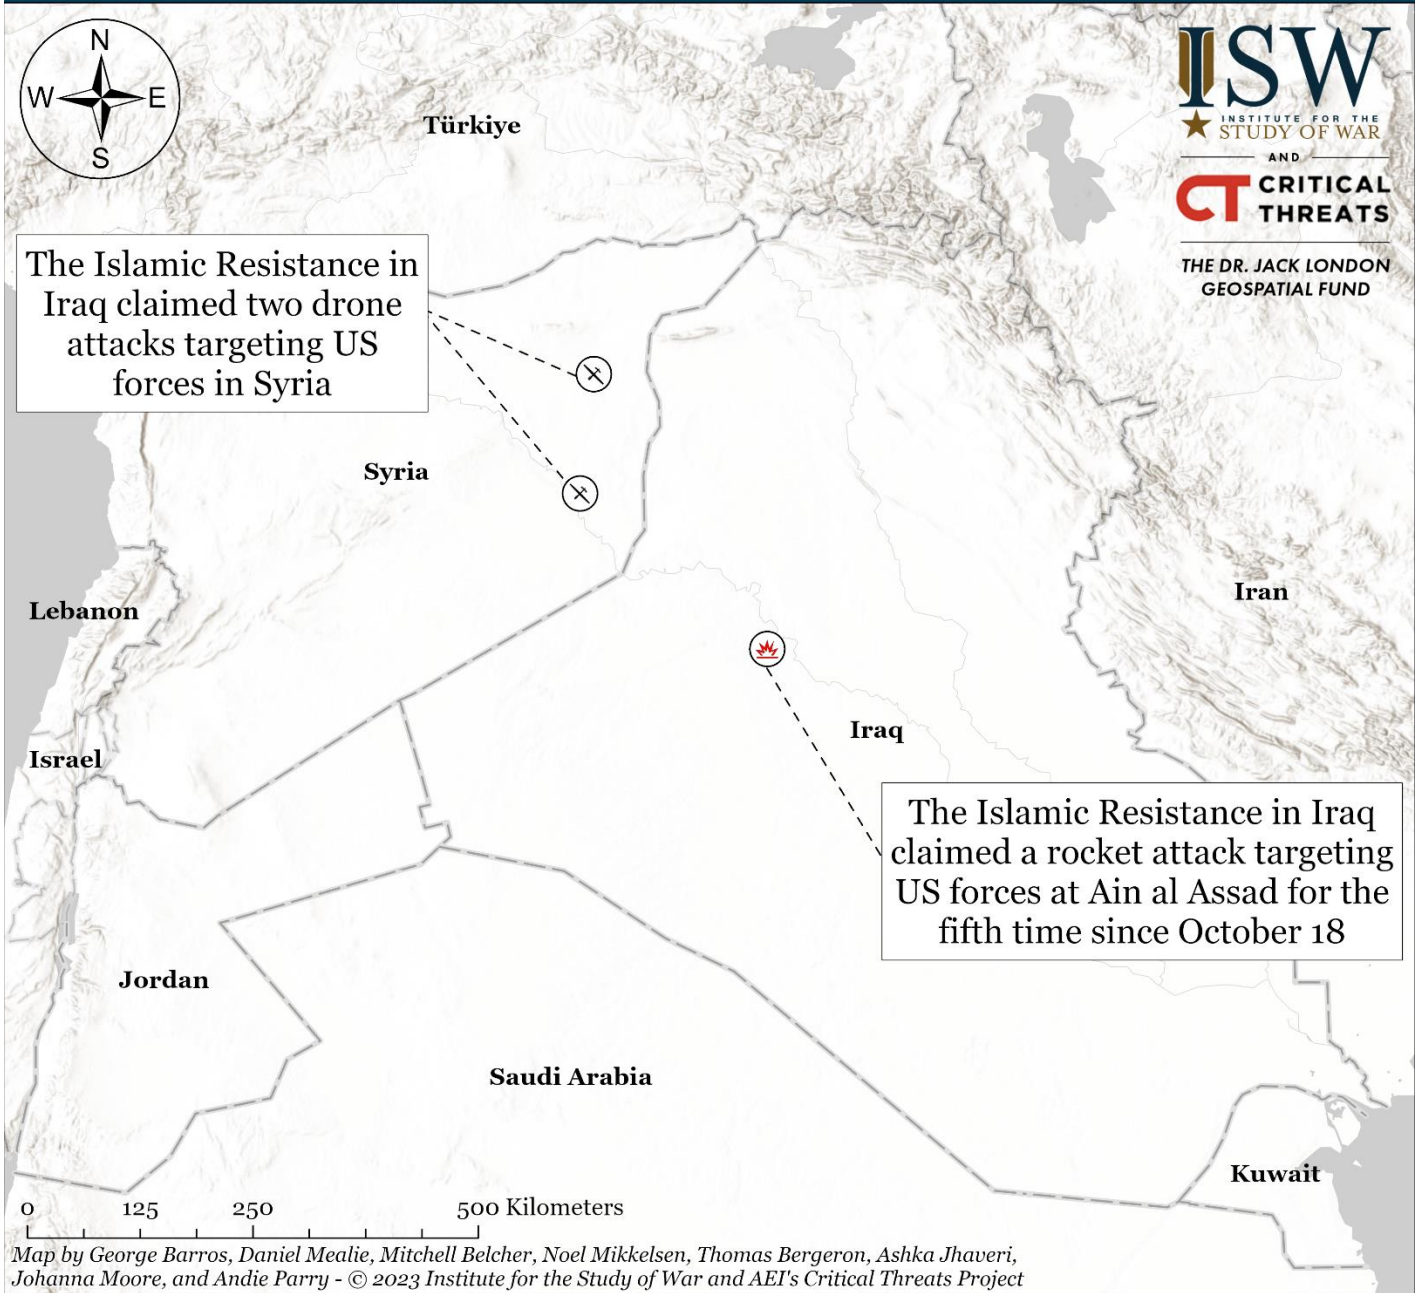 N
W E
S
ISW
INSTITUTE FOR THE
STUDY OF WAR
AND
CT CRITICAL
THREATS
THE DR. JACK LONDON
GEOSPATIAL FUND
Türkiye
The Islamic Resistance in
Iraq claimed two drone
attacks targeting US
forces in Syria
Syria
Lebanon
Iran
Iraq
Israel
The Islamic Resistance in Iraq
claimed a rocket attack targeting
US forces at Ain al Assad for the
fifth time since October 18
Jordan
Saudi Arabia
Kuwait
0 125 250 500 Kilometers
Map by George Barros, Daniel Mealie, Mitchell Belcher, Noel Mikkelsen, Thomas Bergeron, Ashka Jhaveri,
Johanna Moore, and Andie Parry - © 2023 Institute for the Study of War and AEI's Critical Threats Project